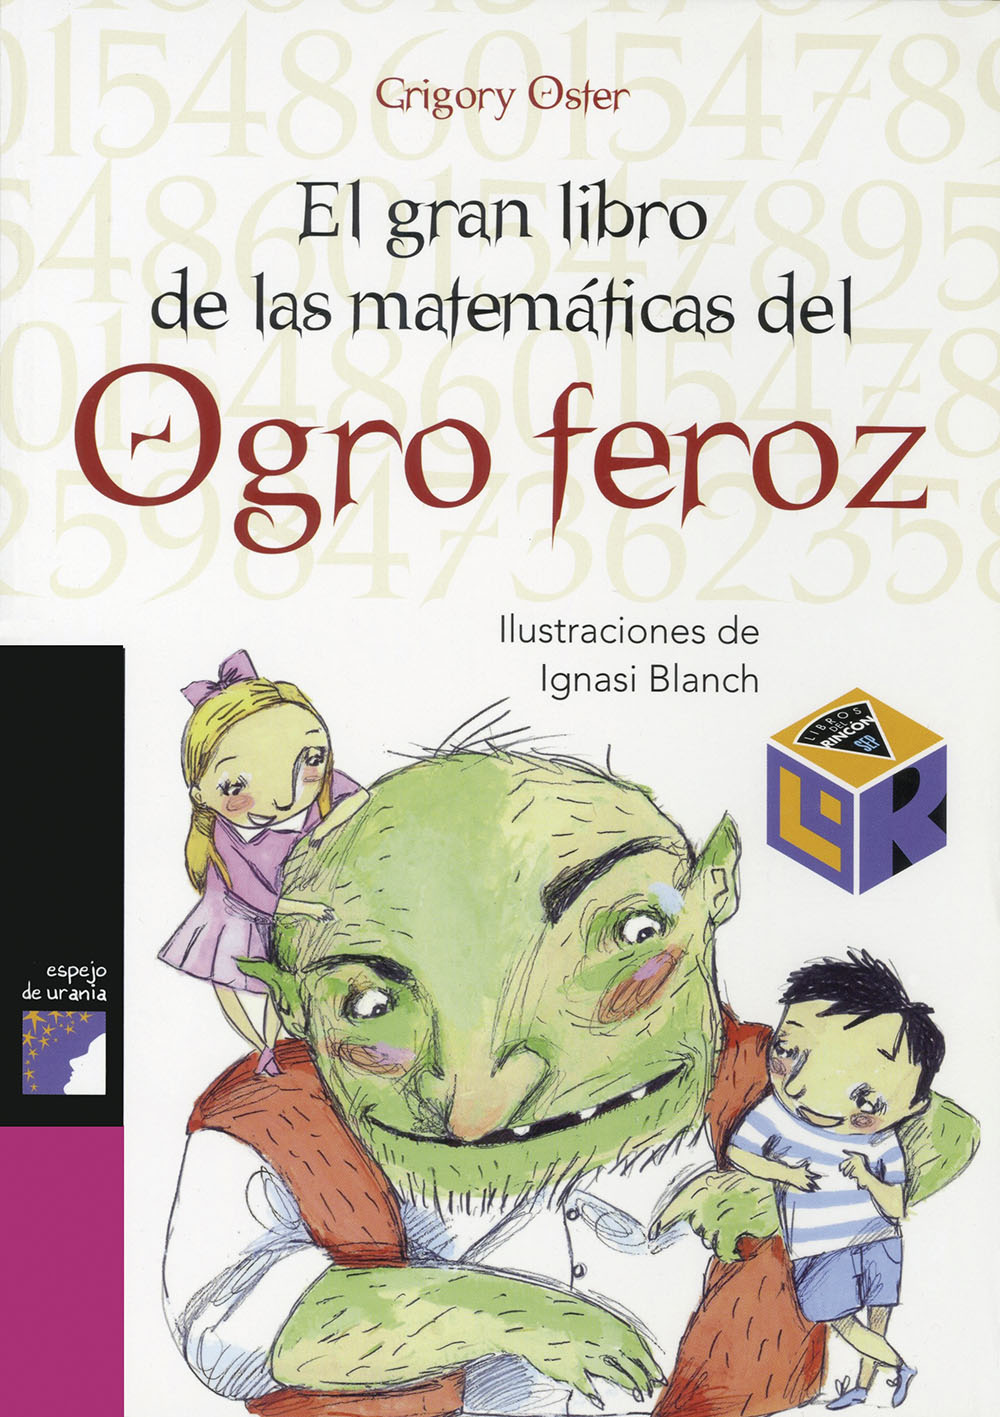 Grigory Oster
El gran libro
de las matemáticas del
Ogro feroz
Ilustraciones de
Ignasi Blanch
LIBROS
DEL
RINCÓN
SEP
LR
espejo
de urania